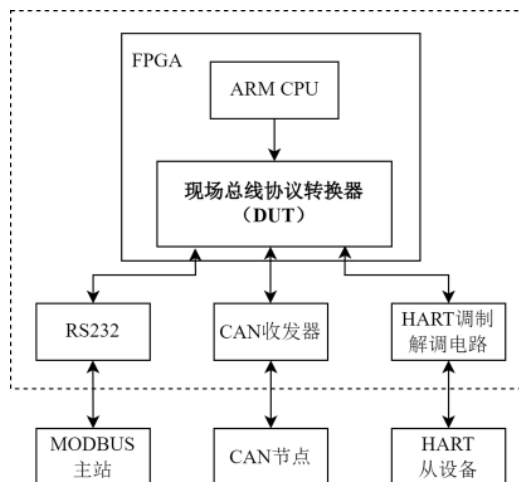 FPGA
ARM CPU
现场总线协议转换器
（DUT）
RS232
CAN收发器
HART调制
解调电路
MODBUS
主站
CAN节点
HART
从设备